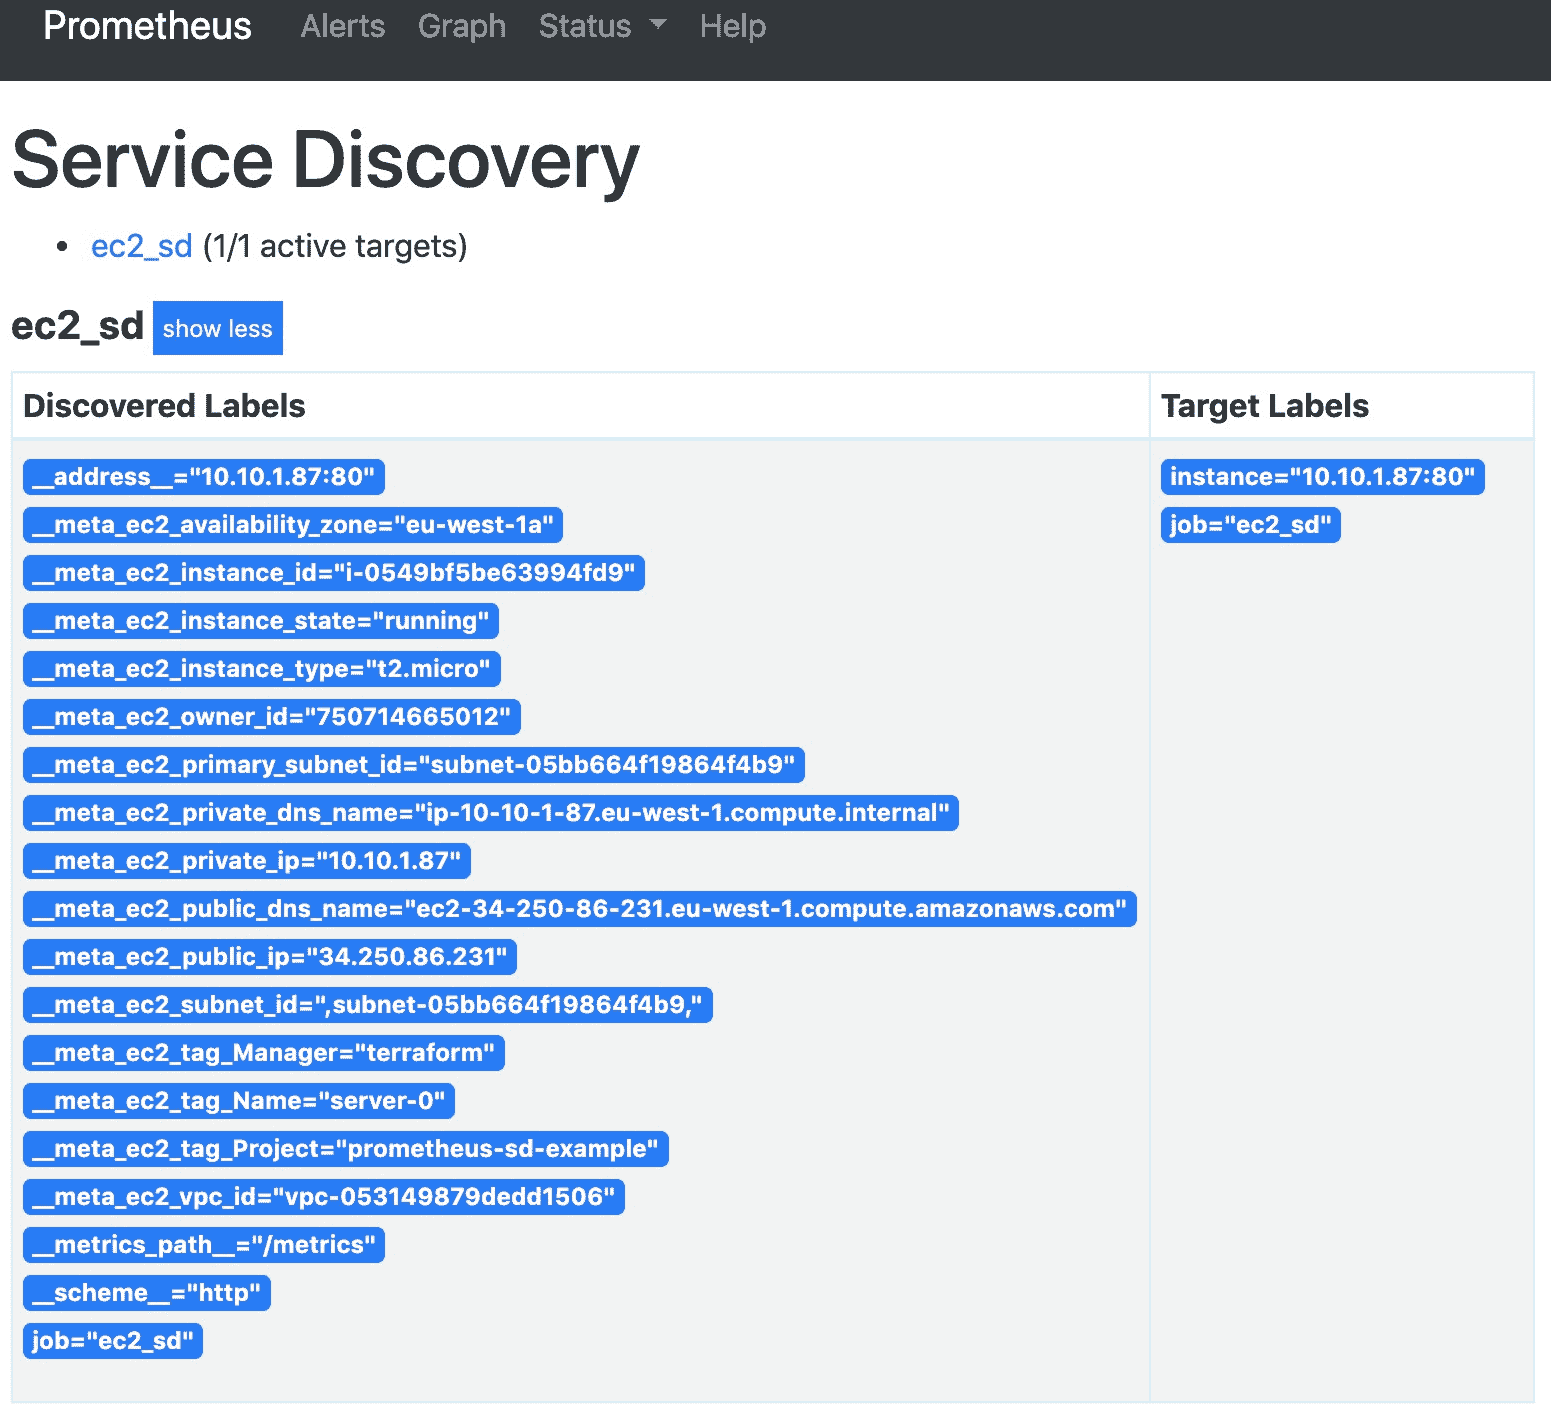 Prometheus Alerts Graph Status Help
Service Discovery
• ec2_sd (1/1 active targets)
ec2_sd show less
Discovered Labels Target Labels
__address__="10.10.1.87:80" instance="10.10.1.87:80"
__meta_ec2_availability_zone="eu-west-1a" job="ec2_sd"
__meta_ec2_instance_id="i-0549bf5be63994fd9"
__meta_ec2_instance_state="running"
__meta_ec2_instance_type="t2.micro"
__meta_ec2_owner_id="750714665012"
__meta_ec2_primary_subnet_id="subnet-05bb664f19864f4b9"
__meta_ec2_private_dns_name="ip-10-10-1-87.eu-west-1.compute.internal"
__meta_ec2_private_ip="10.10.1.87"
__meta_ec2_public_dns_name="ec2-34-250-86-231.eu-west-1.compute.amazonaws.com"
__meta_ec2_public_ip="34.250.86.231"
__meta_ec2_subnet_id=",subnet-05bb664f19864f4b9,"
__meta_ec2_tag_Manager="terraform"
__meta_ec2_tag_Name="server-0"
__meta_ec2_tag_Project="prometheus-sd-example"
__meta_ec2_vpc_id="vpc-053149879dedd1506"
__metrics_path__="/metrics"
__scheme__="http"
job="ec2_sd"